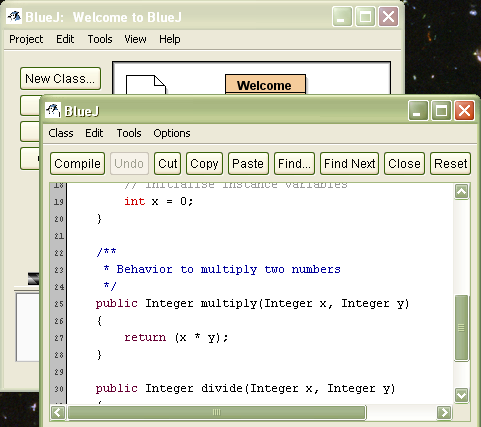 BlueJ: Welcome to BlueJ
Project Edit Tools View Help
New Class...
Welcome
BlueJ
Class Edit Tools Options
Compile Undo Cut Copy Paste Find... Find Next Close Reset
18 // initialise instance variables
19 int x = 0;
20 }
21
22 /**
23 * Behavior to multiply two numbers
24 */
25 public Integer multiply(Integer x, Integer y)
26 {
27 return (x * y);
28 }
29
30 public Integer divide(Integer x, Integer y)
{